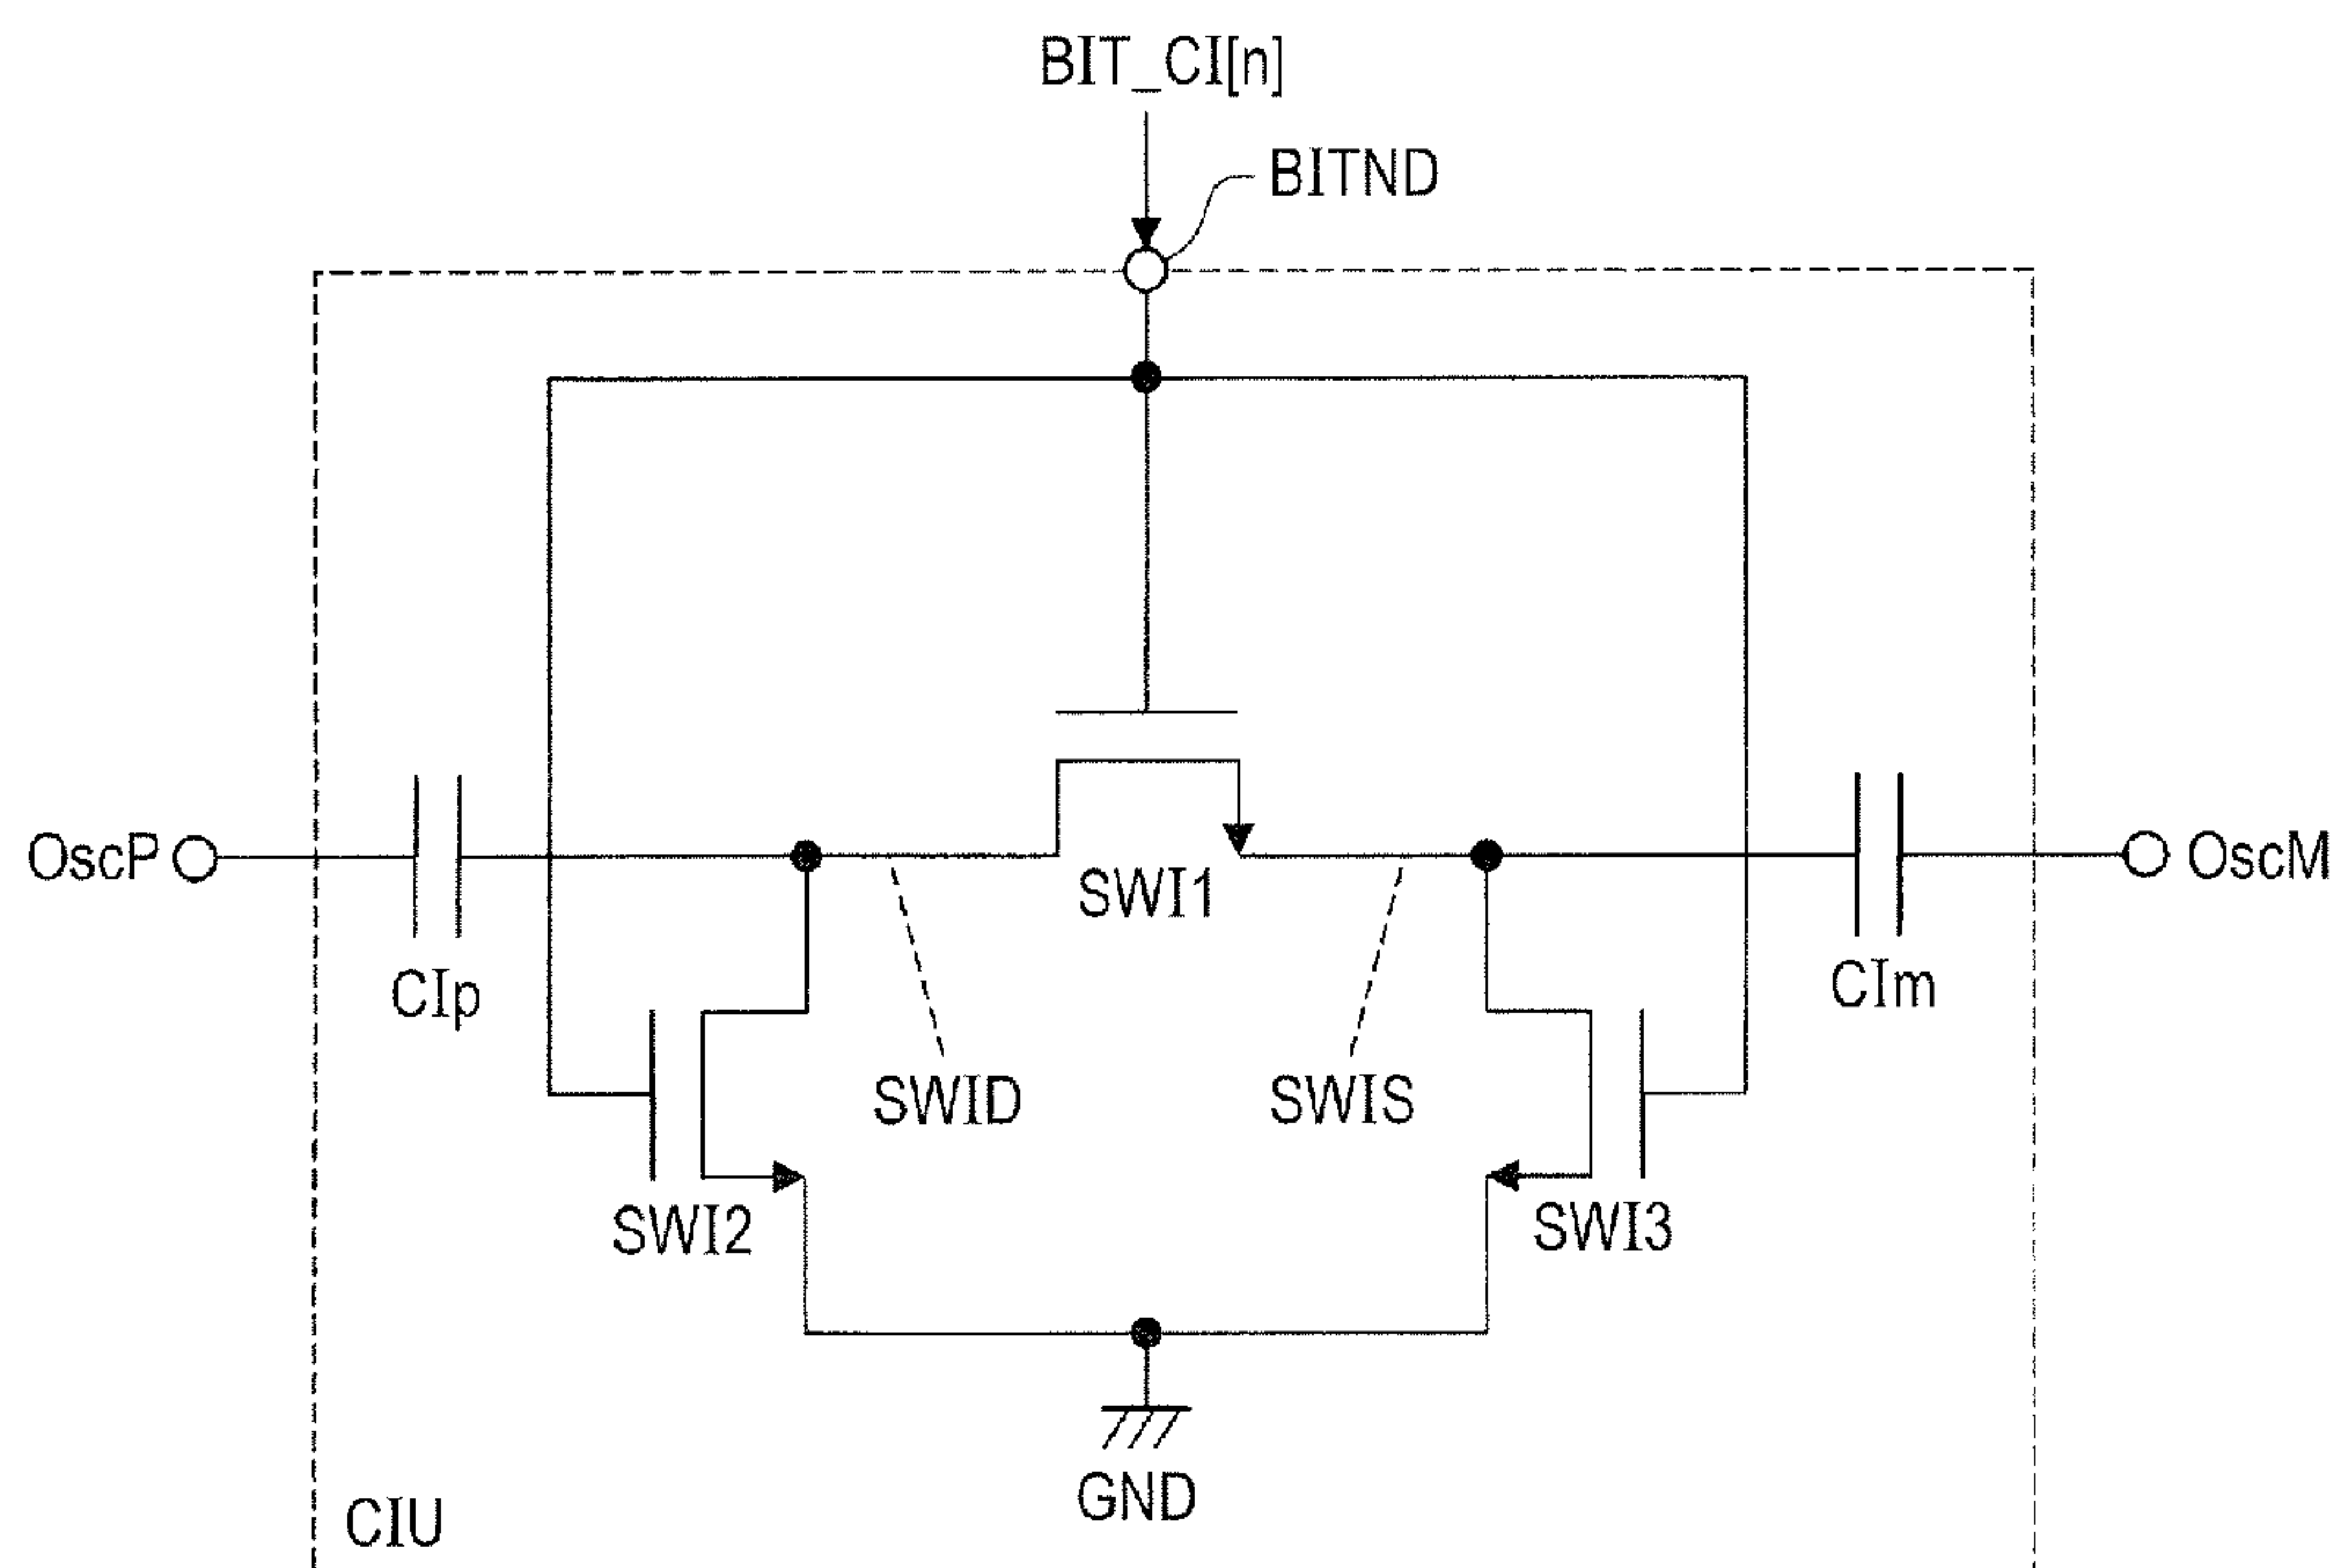 BIT_CI[n]
BITND
OscP
OscM
SWI1
CIp
CIm
SWID
SWIS
SWI2
SWI3
GND
CIU